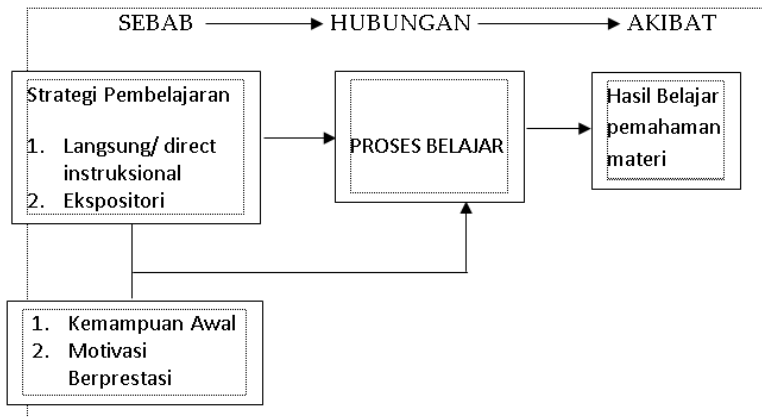 SEBAB HUBUNGAN AKIBAT
Strategi Pembelajaran
1. Langsung/ direct
instruksional
2. Ekspositori
PROSES BELAJAR
Hasil Belajar
pemahaman
materi
1. Kemampuan Awal
2. Motivasi
Berprestasi